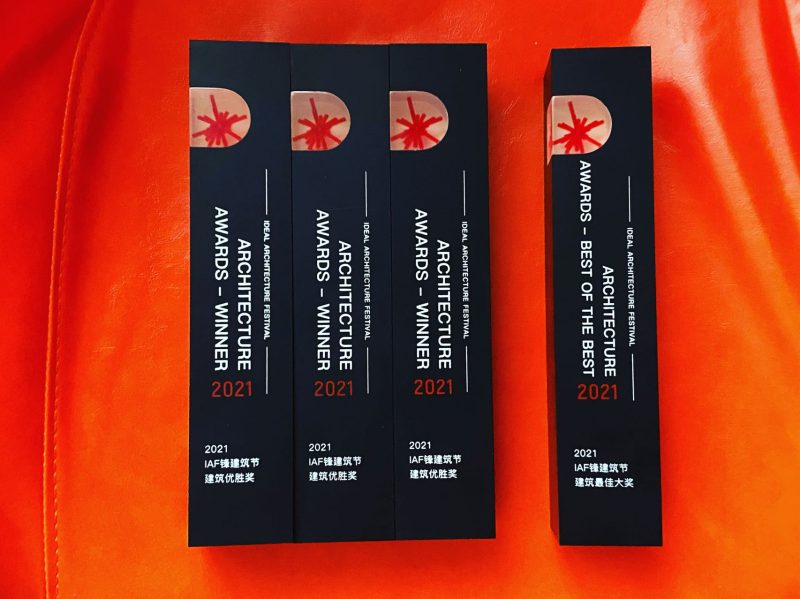 IDEAL ARCHITECTURE FESTIVAL
ARCHITECTURE
AWARDS – WINNER
2021
2021
IAF锋建筑节
建筑优胜奖
IDEAL ARCHITECTURE FESTIVAL
ARCHITECTURE
AWARDS – WINNER
2021
2021
IAF锋建筑节
建筑优胜奖
IDEAL ARCHITECTURE FESTIVAL
ARCHITECTURE
AWARDS – WINNER
2021
2021
IAF锋建筑节
建筑优胜奖
IDEAL ARCHITECTURE FESTIVAL
ARCHITECTURE
AWARDS – BEST OF THE BEST
2021
2021
IAF锋建筑节
建筑最佳大奖